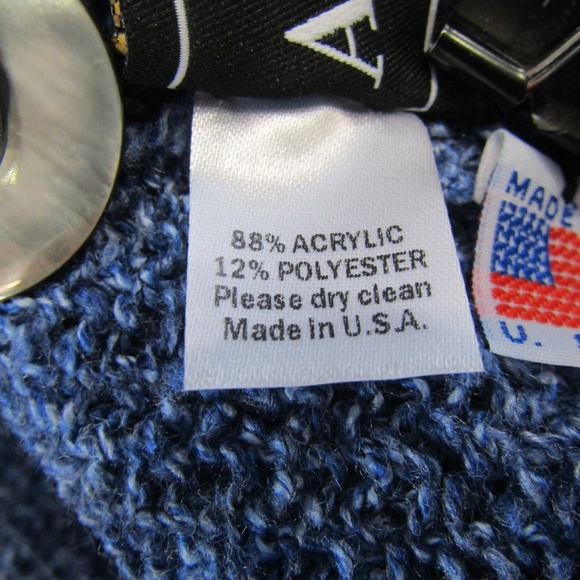 A
88% ACRYLIC
12% POLYESTER
Please dry clean
Made in U.S.A.
MADE
U.